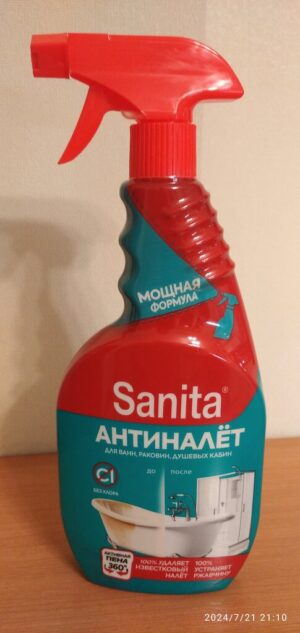 МОЩНАЯ
ФОРМУЛА
Sanita®
АНТИНАЛЁТ
ДЛЯ ВАНН, РАКОВИН, ДУШЕВЫХ КАБИН
ДО ПОСЛЕ
Cl
БЕЗ ХЛОРА
АКТИВНАЯ
ПЕНА
360°
100% УДАЛЯЕТ
ИЗВЕСТКОВЫЙ
НАЛЁТ
100%
УСТРАНЯЕТ
РЖАВЧИНУ
2024/7/21 21:10